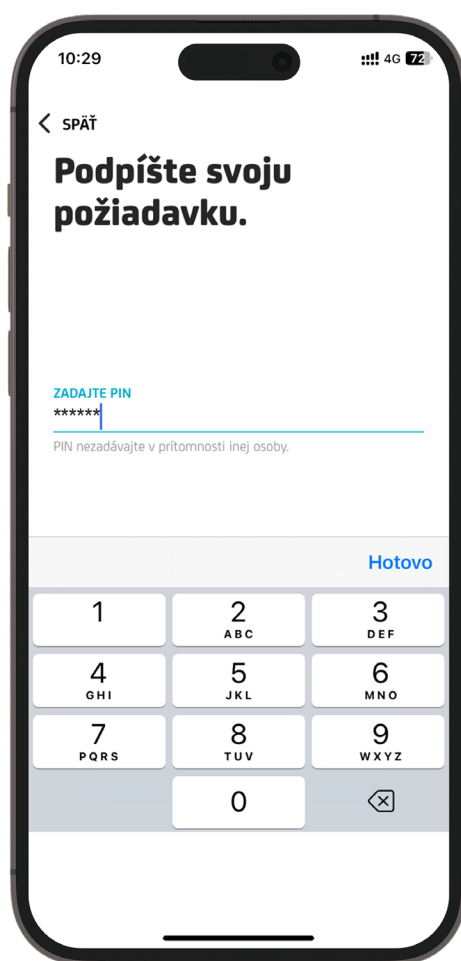 10:29
4G 72
SPÄŤ
Podpíšte svoju
požiadavku.
ZADAJTE PIN
******
PIN nezadávajte v prítomnosti inej osoby.
Hotovo
1
2
ABC
3
DEF
4
GHI
5
JKL
6
MNO
7
PQRS
8
TUV
9
WXYZ
0